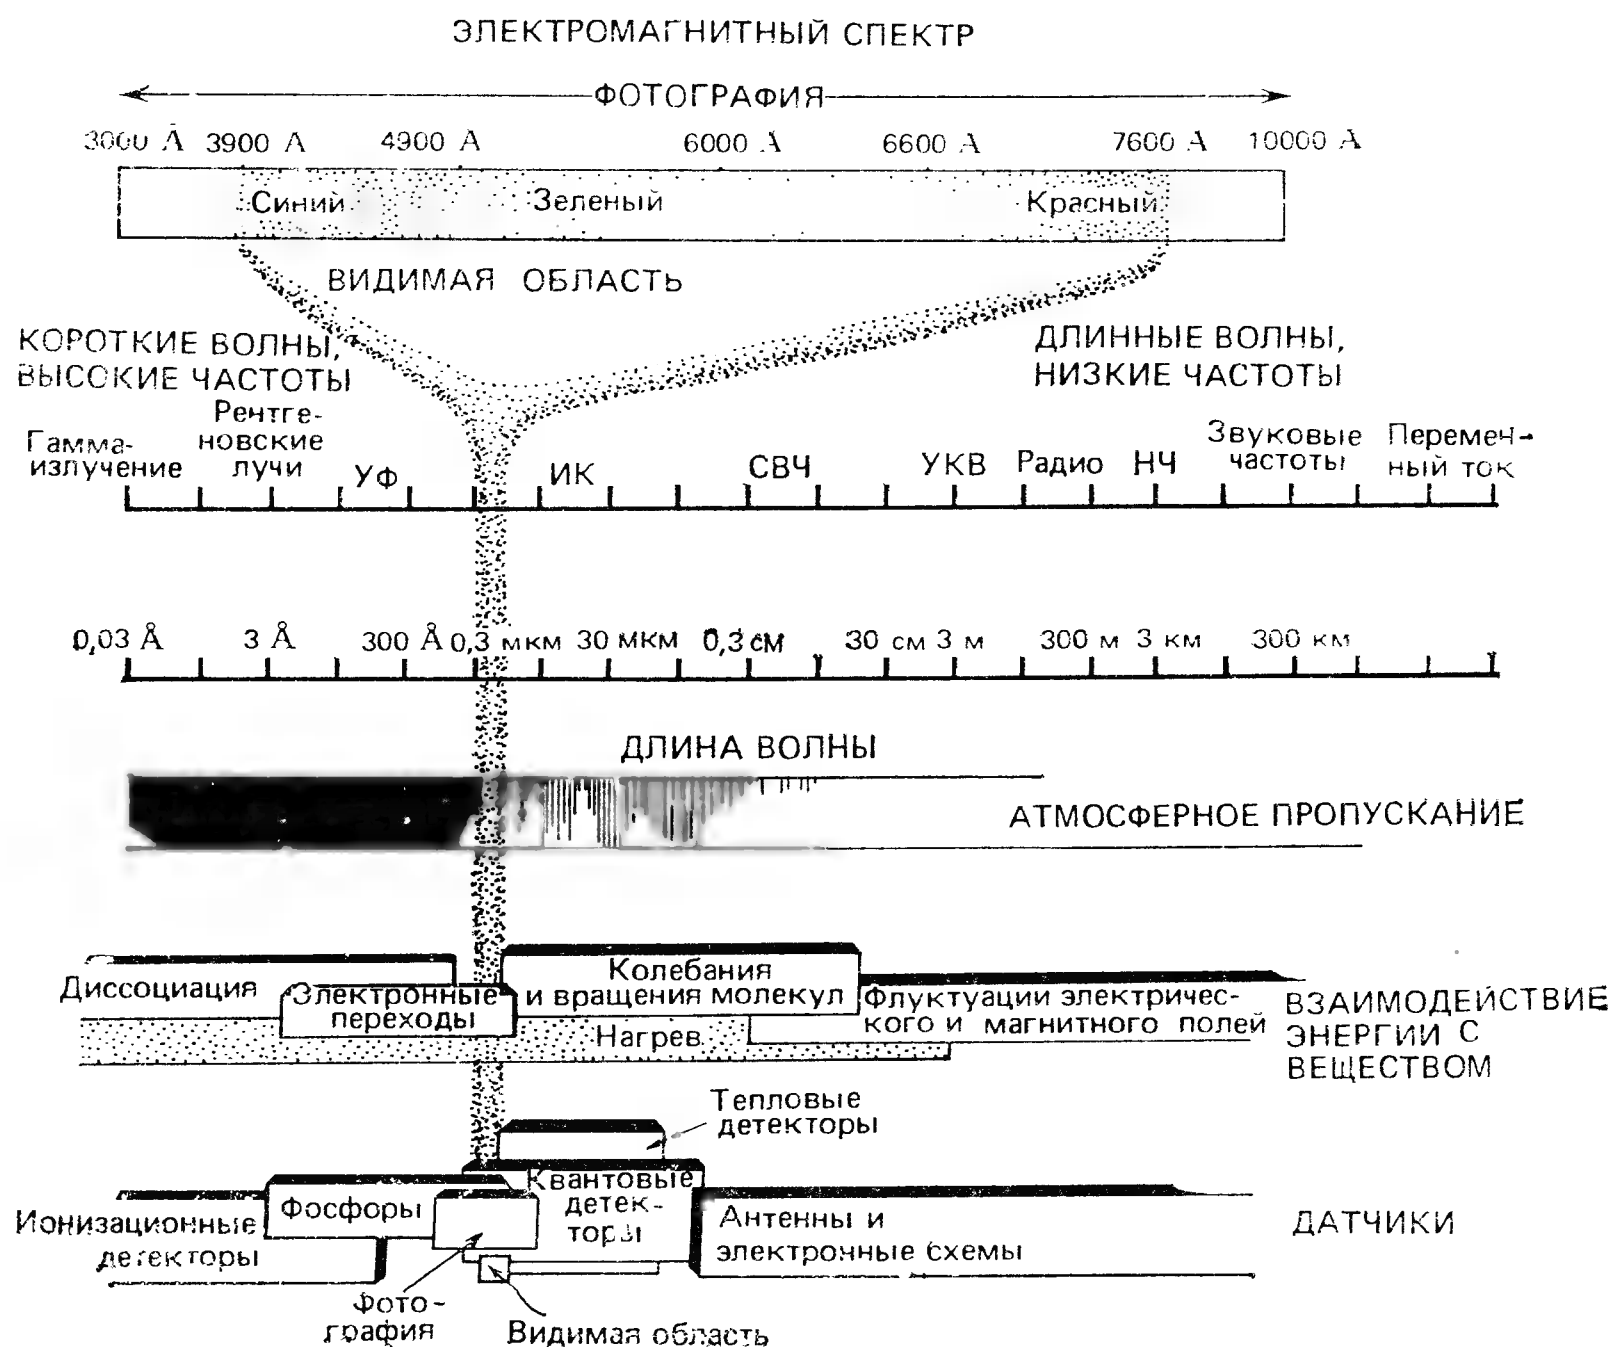 ЭЛЕКТРОМАГНИТНЫЙ СПЕКТР
ФОТОГРАФИЯ
3000 Å 3900 Å 4900 Å 6000 Å 6600 Å 7600 Å 10000 Å
Синий Зеленый Красный
ВИДИМАЯ ОБЛАСТЬ
КОРОТКИЕ ВОЛНЫ,
ВЫСОКИЕ ЧАСТОТЫ
ДЛИННЫЕ ВОЛНЫ,
НИЗКИЕ ЧАСТОТЫ
Гамма-
излучение
Рентге-
новские
лучи
УФ
ИК
СВЧ
УКВ
Радио
НЧ
Звуковые
частоты
Перемен-
ный ток
0,03 Å 3 Å 300 Å 0,3 мкм 30 мкм 0,3 см 30 см 3 м 300 м 3 км 300 км
ДЛИНА ВОЛНЫ
АТМОСФЕРНОЕ ПРОПУСКАНИЕ
Диссоциация
Электронные
переходы
Колебания
и вращения молекул
Флуктуации электричес-
кого и магнитного полей
Нагрев
ВЗАИМОДЕЙСТВИЕ
ЭНЕРГИИ С
ВЕЩЕСТВОМ
Тепловые
детекторы
Ионизационные
детекторы
Фосфоры
Квантовые
детек-
торы
Антенны и
электронные схемы
ДАТЧИКИ
Фото-
графия
Видимая область